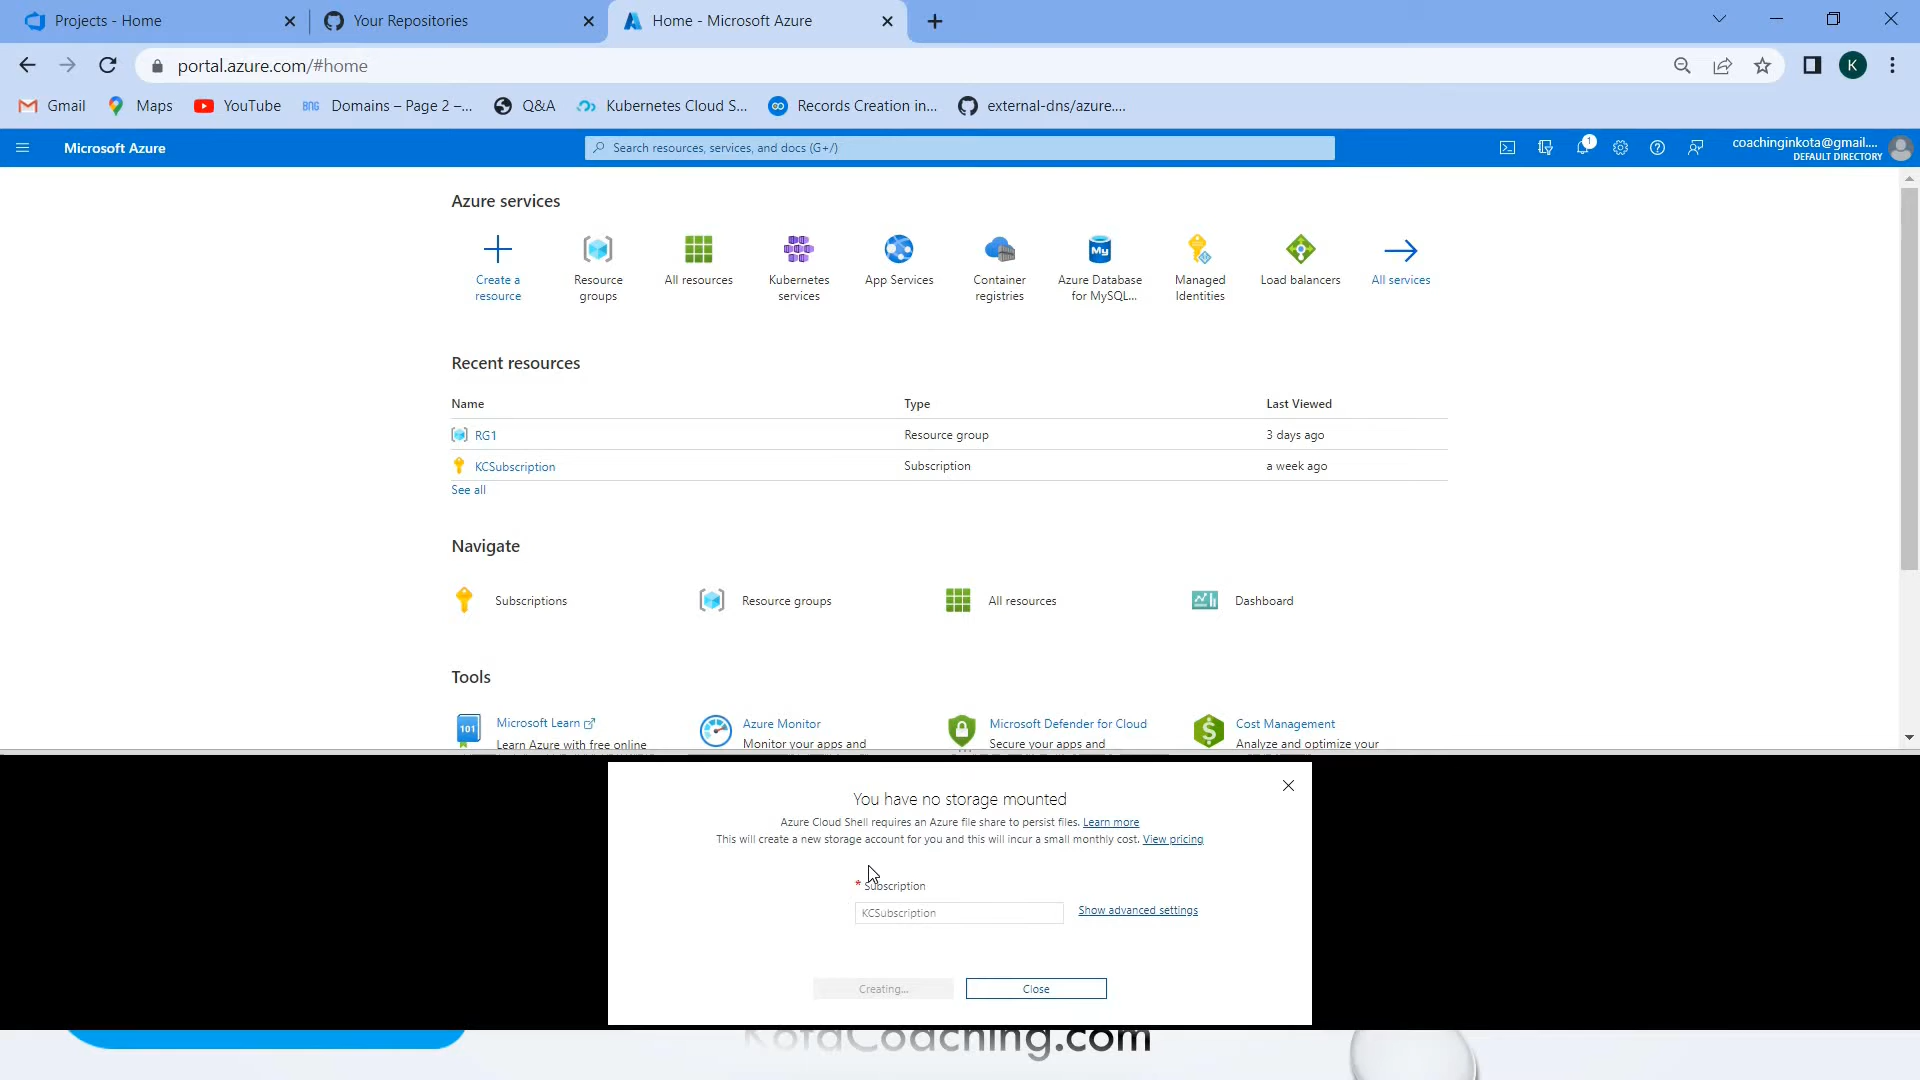 Projects - Home
Your Repositories
Home - Microsoft Azure
portal.azure.com/#home
K
Gmail
Maps
YouTube
BNG
Domains – Page 2 –...
Q&A
Kubernetes Cloud S...
Records Creation in...
external-dns/azure....
Microsoft Azure
Search resources, services, and docs (G+/)
1
coachinginkota@gmail....
DEFAULT DIRECTORY
Azure services
Create a
resource
Resource
groups
All resources
Kubernetes
services
App Services
Container
registries
My
Azure Database
for MySQL...
Managed
Identities
Load balancers
All services
Recent resources
Name
Type
Last Viewed
RG1
Resource group
3 days ago
KCSubscription
Subscription
a week ago
See all
Navigate
Subscriptions
Resource groups
All resources
Dashboard
Tools
101
Microsoft Learn
Learn Azure with free online
Azure Monitor
Monitor your apps and
Microsoft Defender for Cloud
Secure your apps and
Cost Management
Analyze and optimize your
You have no storage mounted
Azure Cloud Shell requires an Azure file share to persist files. Learn more
This will create a new storage account for you and this will incur a small monthly cost. View pricing
* Subscription
KCSubscription
Show advanced settings
Creating...
Close
KotaCoaching.com